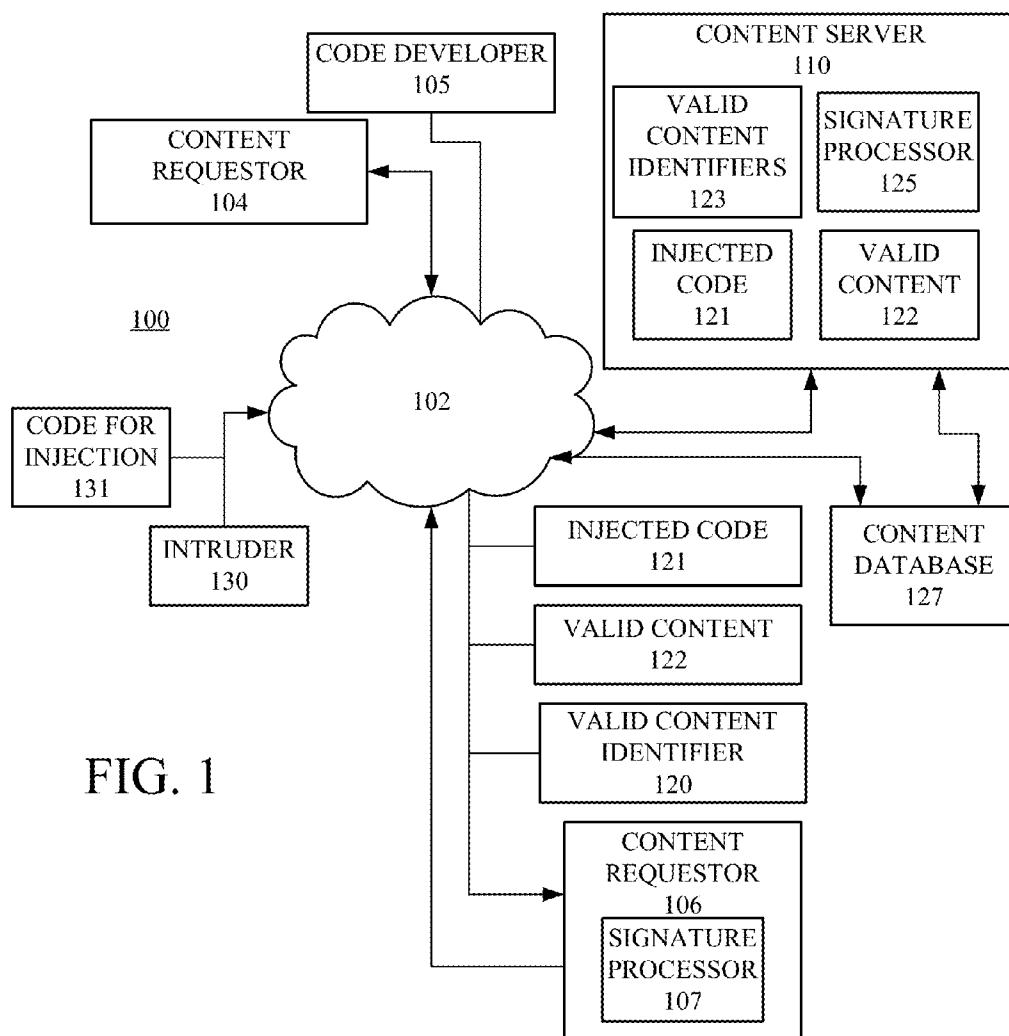 CODE DEVELOPER
105
CONTENT
REQUESTOR
104
CONTENT SERVER
110
VALID
CONTENT
IDENTIFIERS
123
SIGNATURE
PROCESSOR
125
INJECTED
CODE
121
VALID
CONTENT
122
100
102
CODE FOR
INJECTION
131
INTRUDER
130
INJECTED CODE
121
CONTENT
DATABASE
127
VALID CONTENT
122
VALID CONTENT
IDENTIFIER
120
FIG. 1
CONTENT
REQUESTOR
106
SIGNATURE
PROCESSOR
107